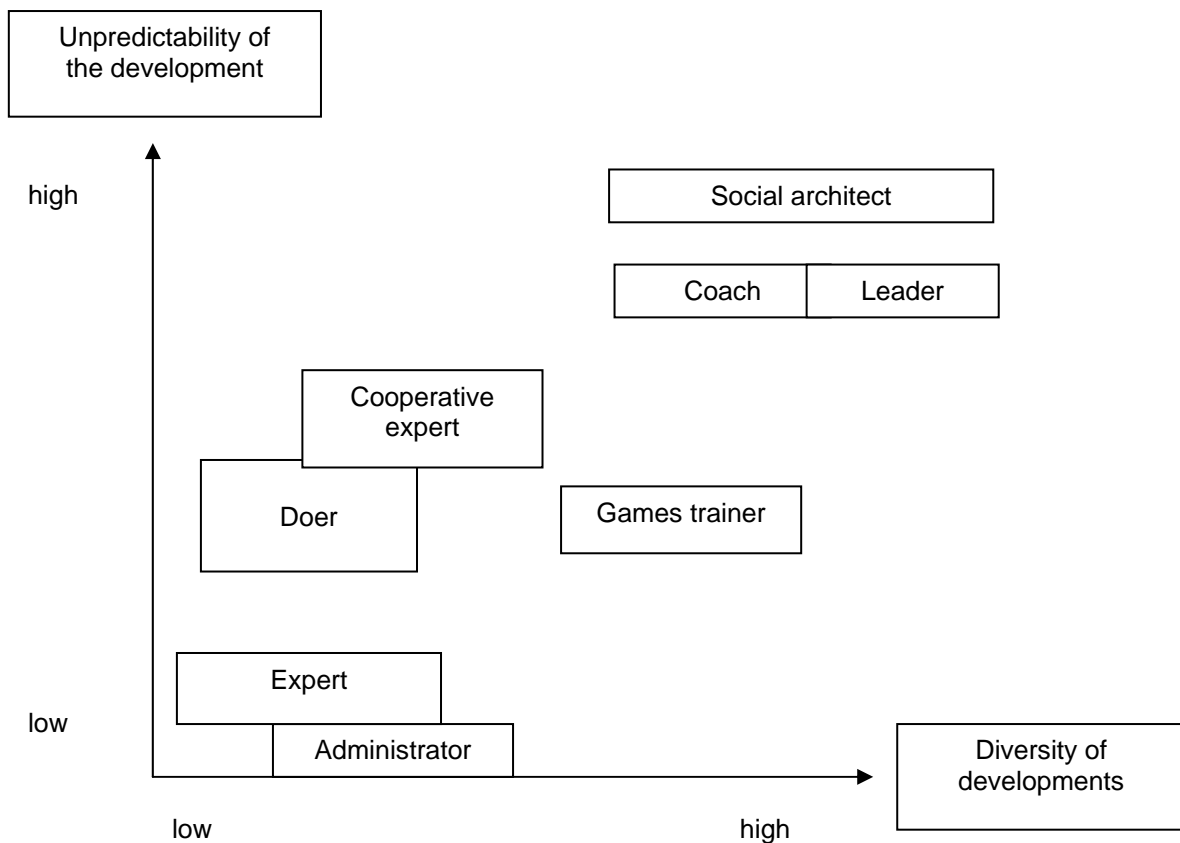 Unpredictability of
the development
high
Social architect
Coach
Leader
Cooperative
expert
Doer
Games trainer
Expert
low
Administrator
Diversity of
developments
low
high